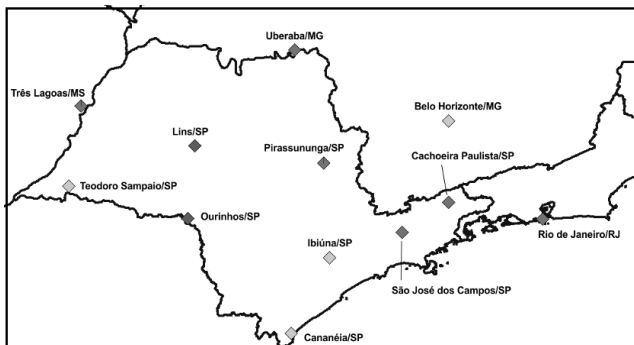 Uberaba/MG
Três Lagoas/MS
Belo Horizonte/MG
Lins/SP
Pirassununga/SP
Cachoeira Paulista/SP
Teodoro Sampaio/SP
Ourinhos/SP
Rio de Janeiro/RJ
Ibiúna/SP
São José dos Campos/SP
Cananéia/SP